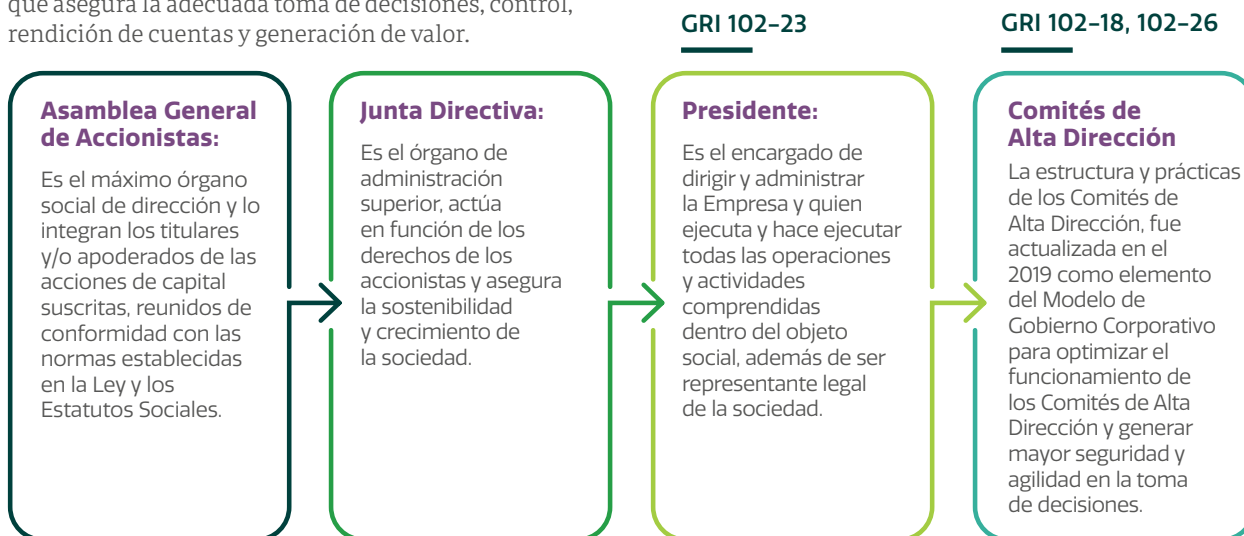 que asegura la adecuada toma de decisiones, control,
rendición de cuentas y generación de valor.
GRI 102-23
GRI 102-18, 102-26
Asamblea General
de Accionistas:
Es el máximo órgano
social de dirección y lo
integran los titulares
y/o apoderados de las
acciones de capital
suscritas, reunidos de
conformidad con las
normas establecidas
en la Ley y los
Estatutos Sociales.
Junta Directiva:
Es el órgano de
administración
superior, actúa
en función de los
derechos de los
accionistas y asegura
la sostenibilidad
y crecimiento de
la sociedad.
Presidente:
Es el encargado de
dirigir y administrar
la Empresa y quien
ejecuta y hace ejecutar
todas las operaciones
y actividades
comprendidas
dentro del objeto
social, además de ser
representante legal
de la sociedad.
Comités de
Alta Dirección
La estructura y prácticas
de los Comités de
Alta Dirección, fue
actualizada en el
2019 como elemento
del Modelo de
Gobierno Corporativo
para optimizar el
funcionamiento de
los Comités de Alta
Dirección y generar
mayor seguridad y
agilidad en la toma
de decisiones.